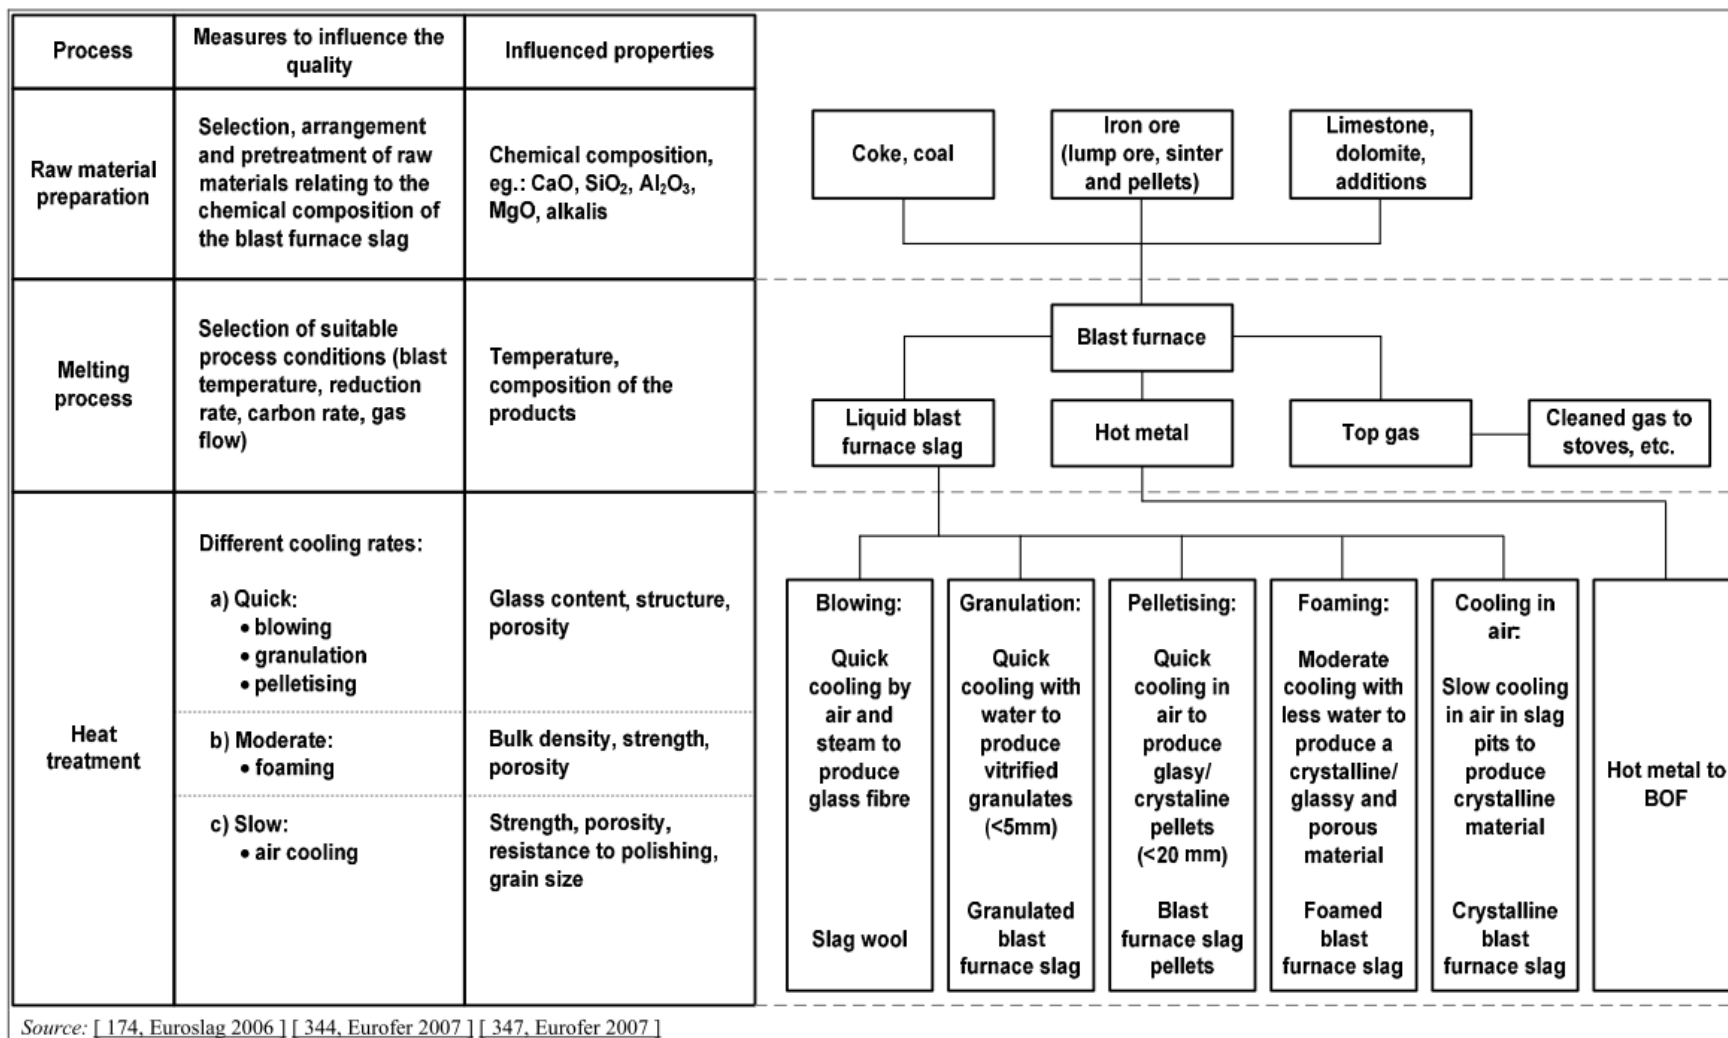 Process
Measures to influence the
quality
Influenced properties
Raw material
preparation
Selection, arrangement
and pretreatment of raw
materials relating to the
chemical composition of
the blast furnace slag
Chemical composition,
eg.: CaO, SiO₂, Al₂O₃,
MgO, alkalis
Coke, coal
Iron ore
(lump ore, sinter
and pellets)
Limestone,
dolomite,
additions
Melting
process
Selection of suitable
process conditions (blast
temperature, reduction
rate, carbon rate, gas
flow)
Temperature,
composition of the
products
Blast furnace
Liquid blast
furnace slag
Hot metal
Top gas
Cleaned gas to
stoves, etc.
Heat
treatment
Different cooling rates:
a) Quick:
• blowing
• granulation
• pelletising
Glass content, structure,
porosity
b) Moderate:
• foaming
Bulk density, strength,
porosity
c) Slow:
• air cooling
Strength, porosity,
resistance to polishing,
grain size
Blowing:
Quick
cooling by
air and
steam to
produce
glass fibre
Slag wool
Granulation:
Quick
cooling with
water to
produce
vitrified
granulates
(<5mm)
Granulated
blast
furnace slag
Pelletising:
Quick
cooling in
air to
produce
glasy/
crystaline
pellets
(<20 mm)
Blast
furnace slag
pellets
Foaming:
Moderate
cooling with
less water to
produce a
crystalline/
glassy and
porous
material
Foamed
blast
furnace slag
Cooling in
air:
Slow cooling
in air in slag
pits to
produce
crystalline
material
Crystalline
blast
furnace slag
Hot metal to
BOF
Source: [ 174, Euroslag 2006 ] [ 344, Eurofer 2007 ] [ 347, Eurofer 2007 ]